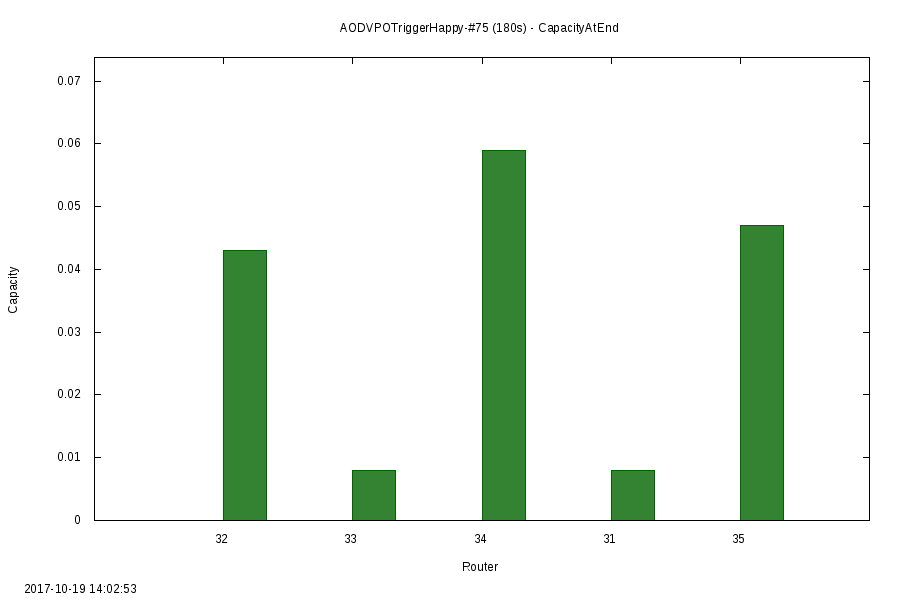 AODVPOTriggerHappy-#75 (180s) - CapacityAtEnd
0.07
0.06
0.05
0.04
0.03
0.02
0.01
0
Capacity
32 33 34 31 35
Router
2017-10-19 14:02:53